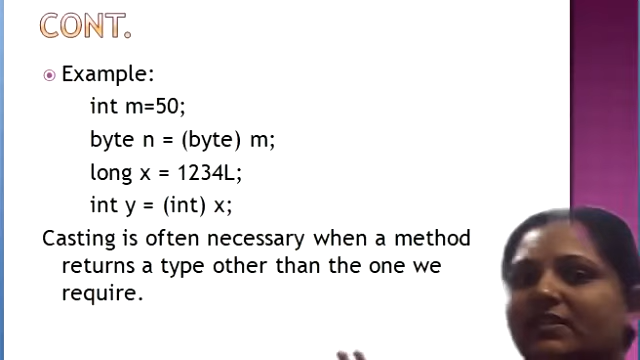 CONT.
Example:
int m=50;
byte n = (byte) m;
long x = 1234L;
int y = (int) x;
Casting is often necessary when a method
returns a type other than the one we
require.